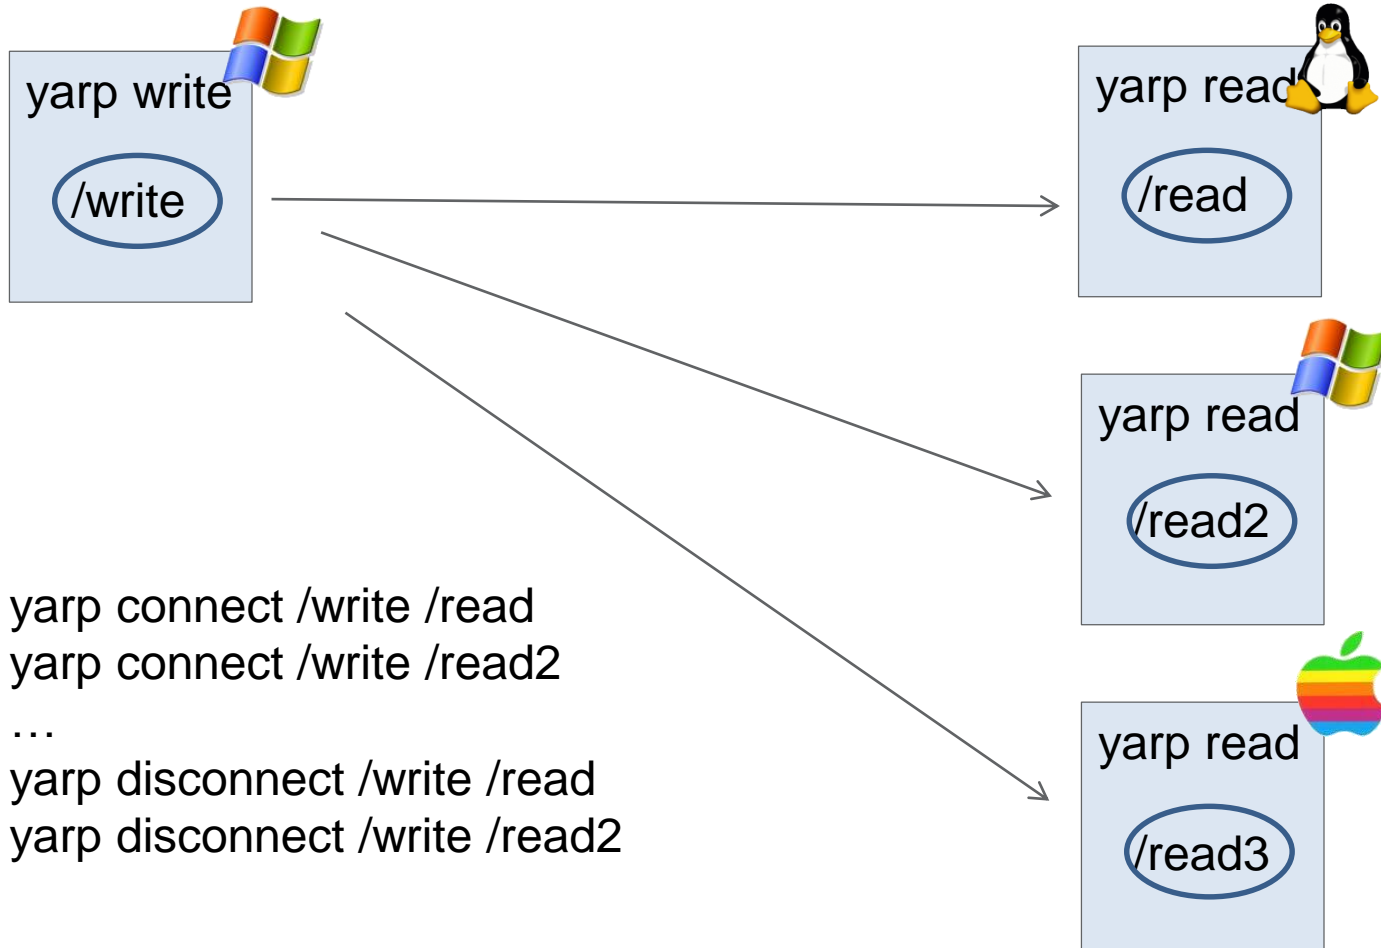 yarp write
/write
yarp read
/read
yarp read
/read2
yarp read
/read3
yarp connect /write /read
yarp connect /write /read2
…
yarp disconnect /write /read
yarp disconnect /write /read2